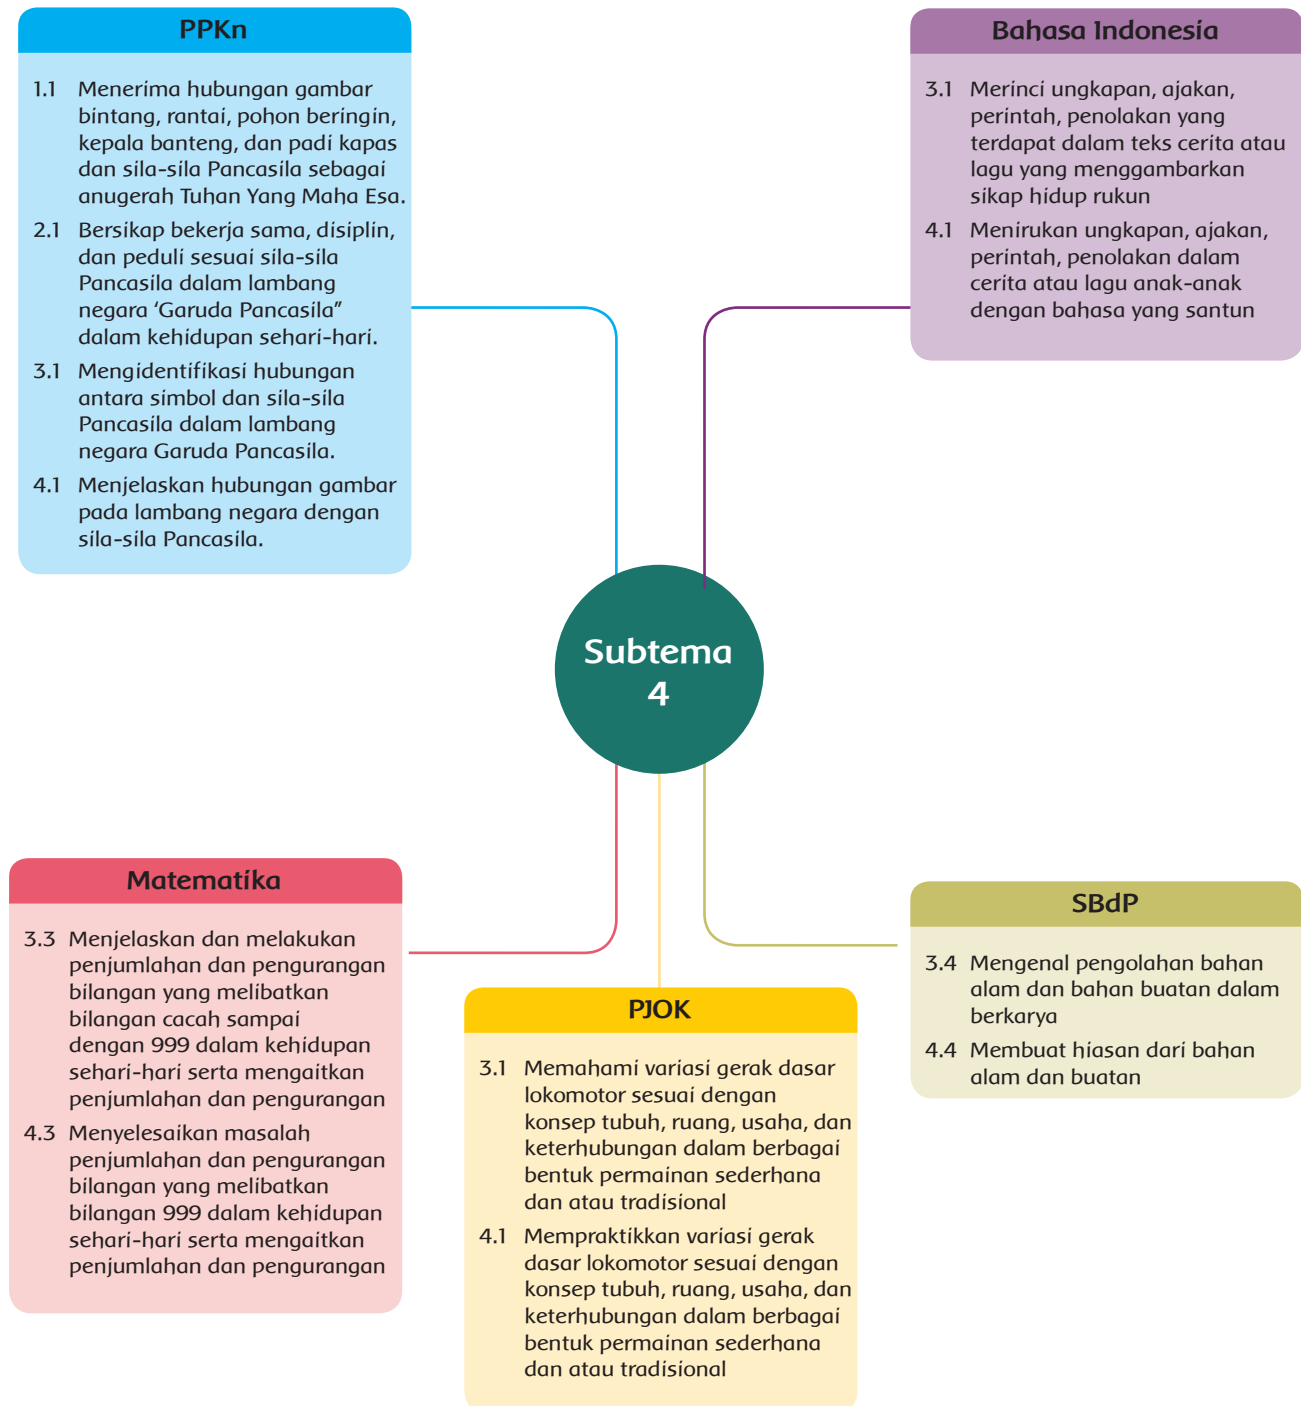 PPKn
1.1 Menerima hubungan gambar
bintang, rantai, pohon beringin,
kepala banteng, dan padi kapas
dan sila-sila Pancasila sebagai
anugerah Tuhan Yang Maha Esa.
2.1 Bersikap bekerja sama, disiplin,
dan peduli sesuai sila-sila
Pancasila dalam lambang
negara ‘Garuda Pancasila”
dalam kehidupan sehari-hari.
3.1 Mengidentifikasi hubungan
antara simbol dan sila-sila
Pancasila dalam lambang
negara Garuda Pancasila.
4.1 Menjelaskan hubungan gambar
pada lambang negara dengan
sila-sila Pancasila.
Bahasa Indonesia
3.1 Merinci ungkapan, ajakan,
perintah, penolakan yang
terdapat dalam teks cerita atau
lagu yang menggambarkan
sikap hidup rukun
4.1 Menirukan ungkapan, ajakan,
perintah, penolakan dalam
cerita atau lagu anak-anak
dengan bahasa yang santun
Subtema
4
Matematika
3.3 Menjelaskan dan melakukan
penjumlahan dan pengurangan
bilangan yang melibatkan
bilangan cacah sampai
dengan 999 dalam kehidupan
sehari-hari serta mengaitkan
penjumlahan dan pengurangan
4.3 Menyelesaikan masalah
penjumlahan dan pengurangan
bilangan yang melibatkan
bilangan 999 dalam kehidupan
sehari-hari serta mengaitkan
penjumlahan dan pengurangan
PJOK
3.1 Memahami variasi gerak dasar
lokomotor sesuai dengan
konsep tubuh, ruang, usaha, dan
keterhubungan dalam berbagai
bentuk permainan sederhana
dan atau tradisional
4.1 Mempraktikkan variasi gerak
dasar lokomotor sesuai dengan
konsep tubuh, ruang, usaha, dan
keterhubungan dalam berbagai
bentuk permainan sederhana
dan atau tradisional
SBdP
3.4 Mengenal pengolahan bahan
alam dan bahan buatan dalam
berkarya
4.4 Membuat hiasan dari bahan
alam dan buatan